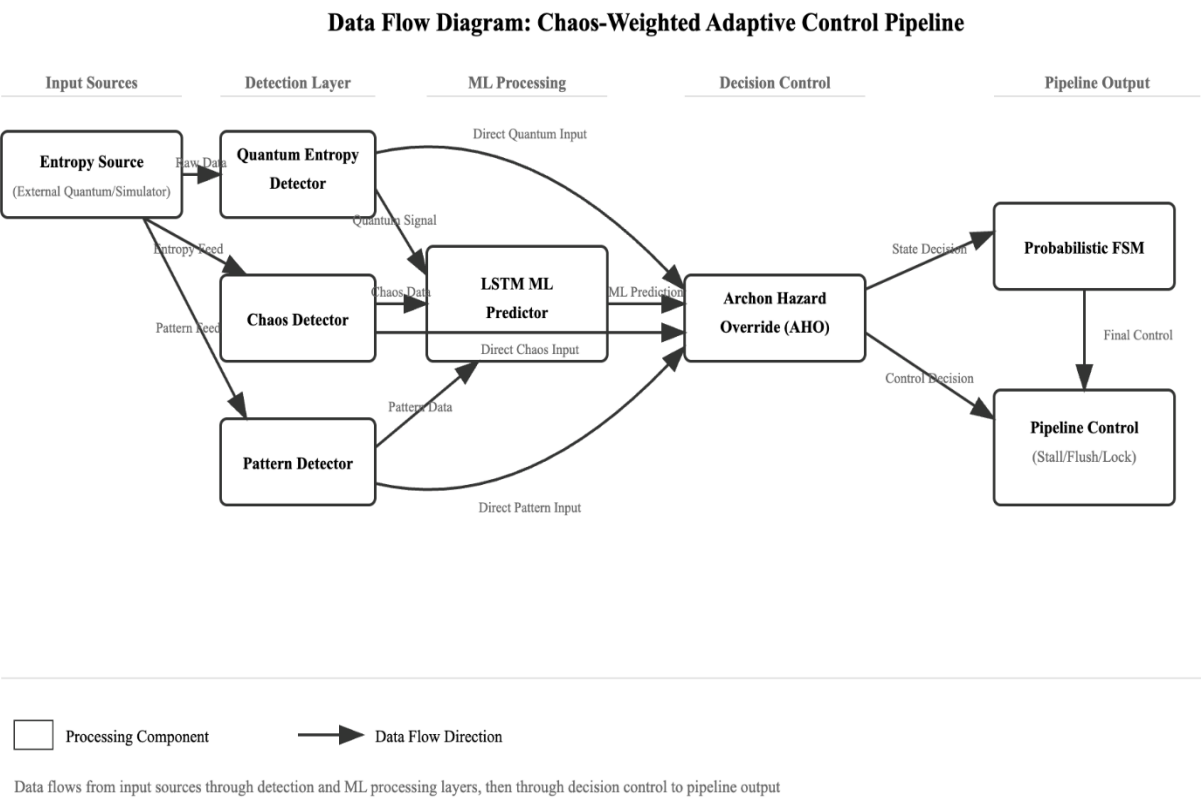 Data Flow Diagram: Chaos-Weighted Adaptive Control Pipeline
Input Sources
Detection Layer
ML Processing
Decision Control
Pipeline Output
Entropy Source
(External Quantum/Simulator)
Raw Data
Quantum Entropy
Detector
Direct Quantum Input
Quantum Signal
Entropy Feed
Chaos Detector
Chaos Data
Pattern Feed
LSTM ML
Predictor
ML Prediction
Direct Chaos Input
Archon Hazard
Override (AHO)
State Decision
Probabilistic FSM
Final Control
Control Decision
Pattern Data
Pattern Detector
Direct Pattern Input
Pipeline Control
(Stall/Flush/Lock)
Processing Component
Data Flow Direction
Data flows from input sources through detection and ML processing layers, then through decision control to pipeline output